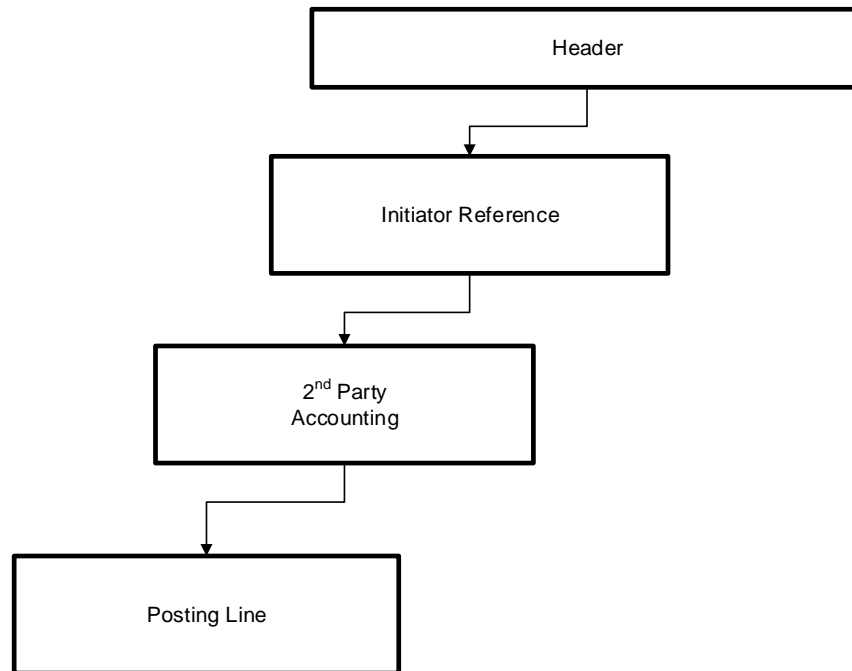 Header
Initiator Reference
2nd Party
Accounting
Posting Line